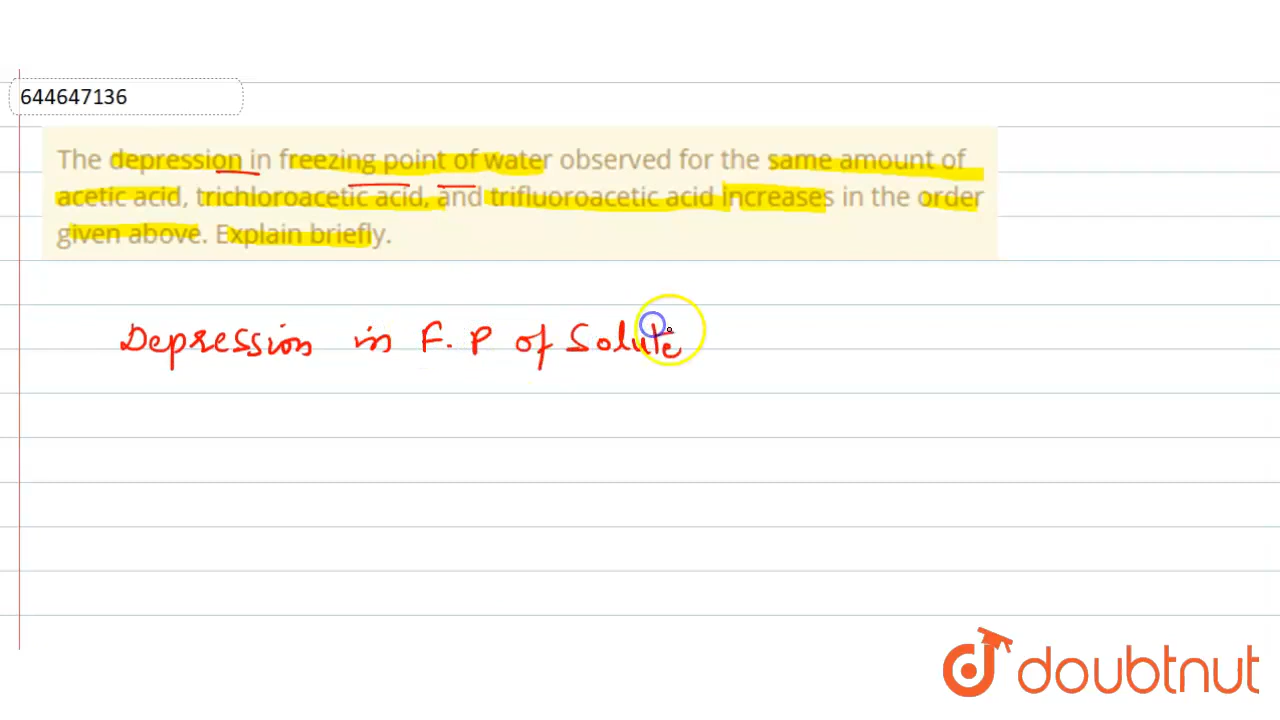 644647136
The depression in freezing point of water observed for the same amount of
acetic acid, trichloroacetic acid, and trifluoroacetic acid increases in the order
given above. Explain briefly.
Depression in F.P of Solute
doubtnut